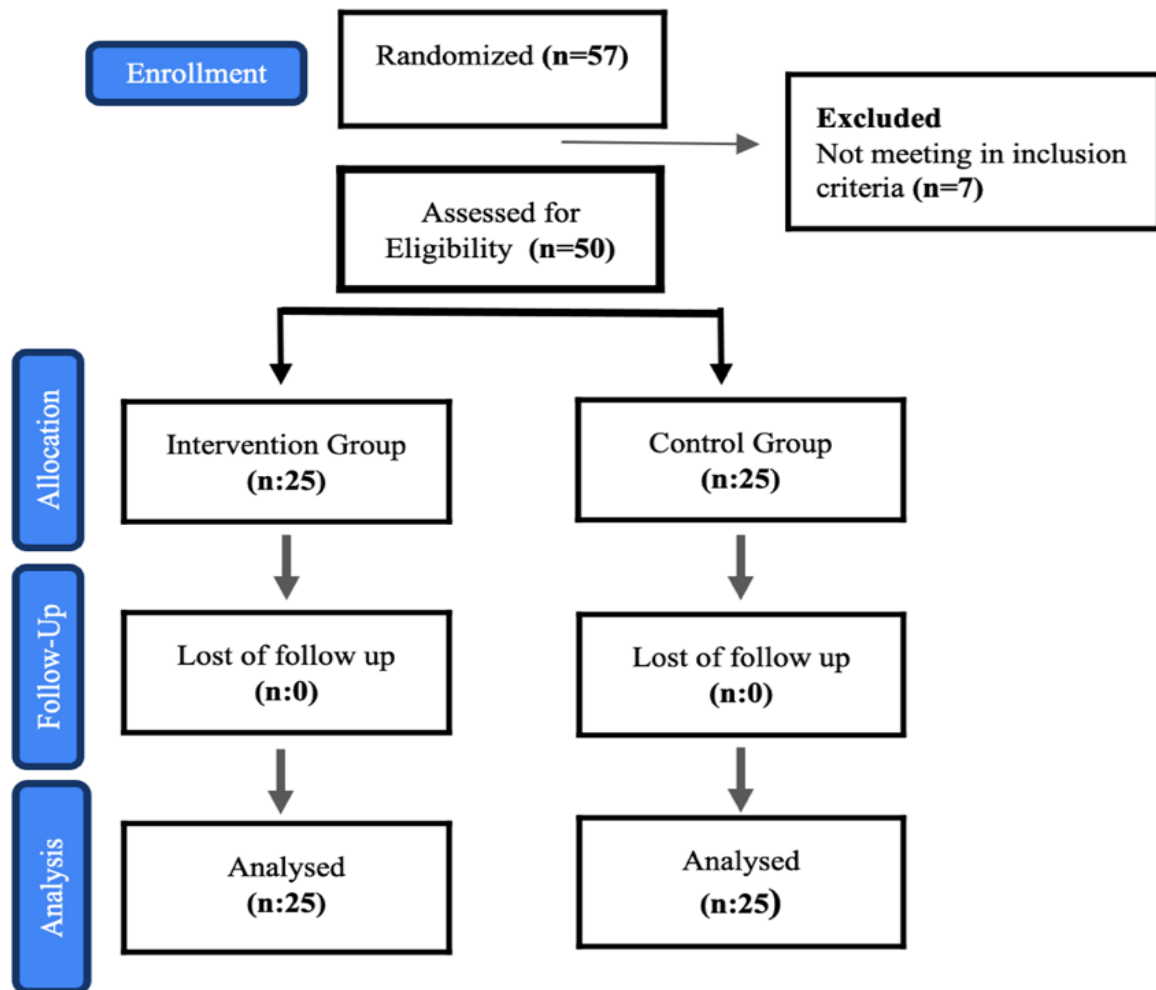 Enrollment
Randomized (n=57)
Excluded
Not meeting in inclusion
criteria (n=7)
Assessed for
Eligibility (n=50)
Allocation
Intervention Group
(n:25)
Control Group
(n:25)
Follow-Up
Lost of follow up
(n:0)
Lost of follow up
(n:0)
Analysis
Analysed
(n:25)
Analysed
(n:25)